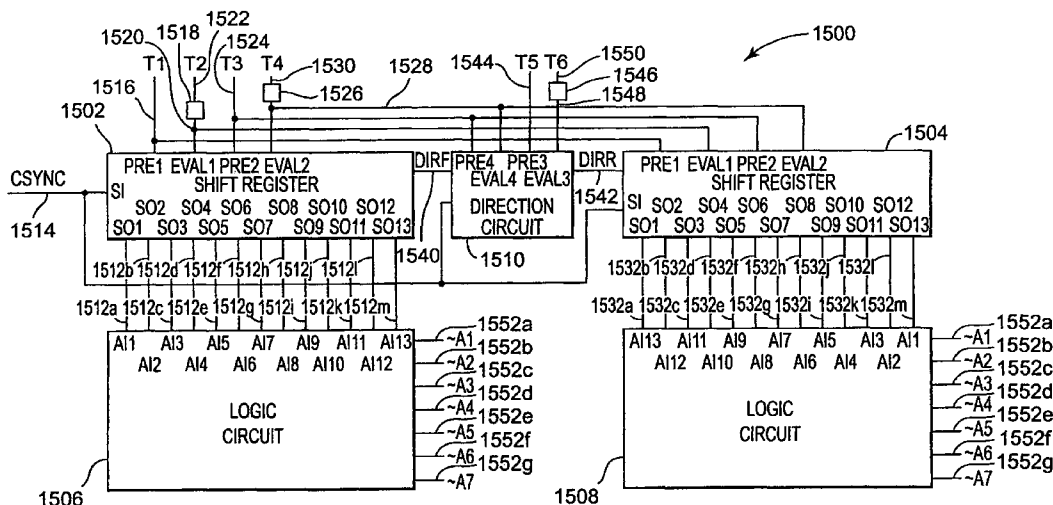 1500
1522
1518
1520
1524
T1
T2
T3
T4
1530
1526
1528
1544
T5
T6
1550
1546
1548
1516
1502
1504
PRE1 EVAL1 PRE2 EVAL2
SHIFT REGISTER
SI
SO2 SO4 SO6 SO8 SO10 SO12
SO1 SO3 SO5 SO7 SO9 SO11 SO13
CSYNC
1514
DIRF
1540
PRE4 PRE3
EVAL4 EVAL3
DIRECTION
CIRCUIT
1510
DIRR
1542
PRE1 EVAL1 PRE2 EVAL2
SHIFT REGISTER
SI
SO2 SO4 SO6 SO8 SO10 SO12
SO1 SO3 SO5 SO7 SO9 SO11 SO13
1512b 1512d 1512f 1512h 1512j 1512l
1512a 1512c 1512e 1512g 1512i 1512k 1512m
1532b 1532d 1532f 1532h 1532j 1532l
1532a 1532c 1532e 1532g 1532i 1532k 1532m
AI1 AI3 AI5 AI7 AI9 AI11 AI13
AI2 AI4 AI6 AI8 AI10 AI12
LOGIC
CIRCUIT
1506
~A1 1552a
~A2 1552b
~A3 1552c
~A4 1552d
~A5 1552e
~A6 1552f
~A7 1552g
AI13 AI11 AI9 AI7 AI5 AI3 AI1
AI12 AI10 AI8 AI6 AI4 AI2
LOGIC
CIRCUIT
1508
~A1 1552a
~A2 1552b
~A3 1552c
~A4 1552d
~A5 1552e
~A6 1552f
~A7 1552g